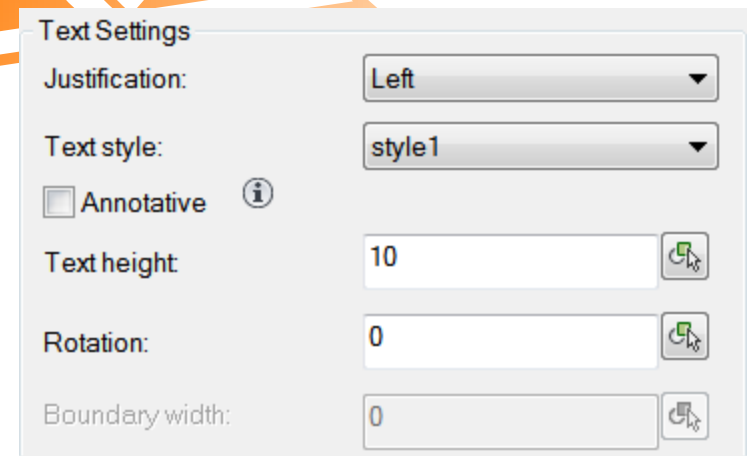 Text Settings
Justification: Left
Text style: style1
Annotative
Text height: 10
Rotation: 0
Boundary width: 0